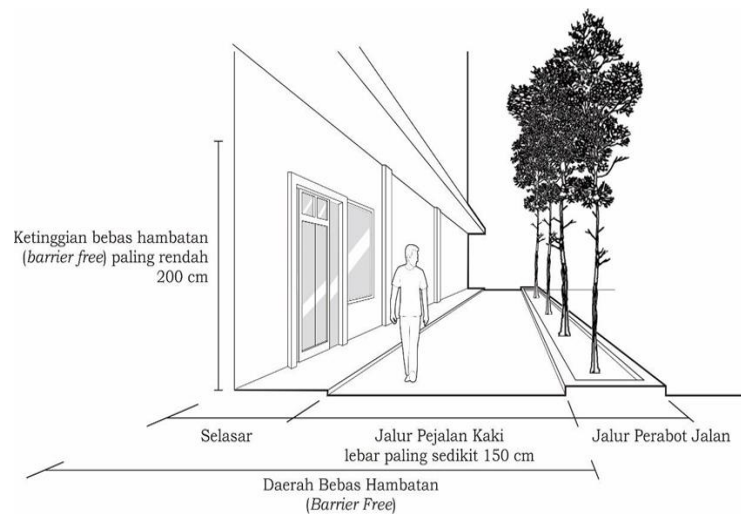 Ketinggian bebas hambatan
(barrier free) paling rendah
200 cm
Selasar
Jalur Pejalan Kaki
lebar paling sedikit 150 cm
Jalur Perabot Jalan
Daerah Bebas Hambatan
(Barrier Free)